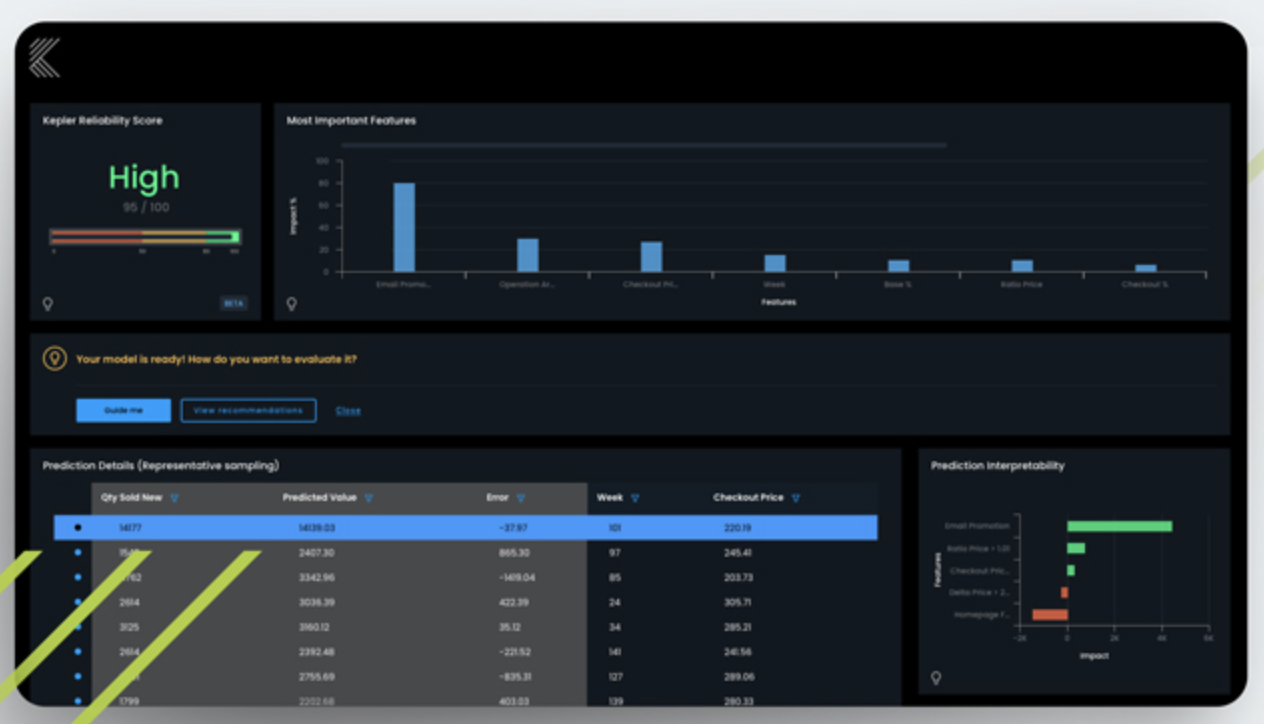 Kepler Reliability Score
High
95 / 100
0 50 80 100
BETA
Most Important Features
Impact %
100
80
60
40
20
0
Email Promo... Operation Ar... Checkout Pri... Week Base % Ratio Price Checkout %
Features
Your model is ready! How do you want to evaluate it?
Guide me View recommendations Close
Prediction Details (Representative sampling)
Qty Sold New Predicted Value Error Week Checkout Price
14177 14139.03 -37.97 101 220.19
2407.30 865.30 97 245.41
3342.96 -1419.04 85 203.73
2614 3036.39 422.39 24 305.71
3125 3160.12 35.12 34 285.21
2614 2392.48 -221.52 141 241.56
2755.69 -835.31 127 289.06
1799 2202.68 403.03 139 280.33
Prediction Interpretability
Features
Email Promotion
Ratio Price > 1.01
Checkout Pric...
Delta Price < 2...
Homepage F...
-2K 0 2K 4K 6K
Impact